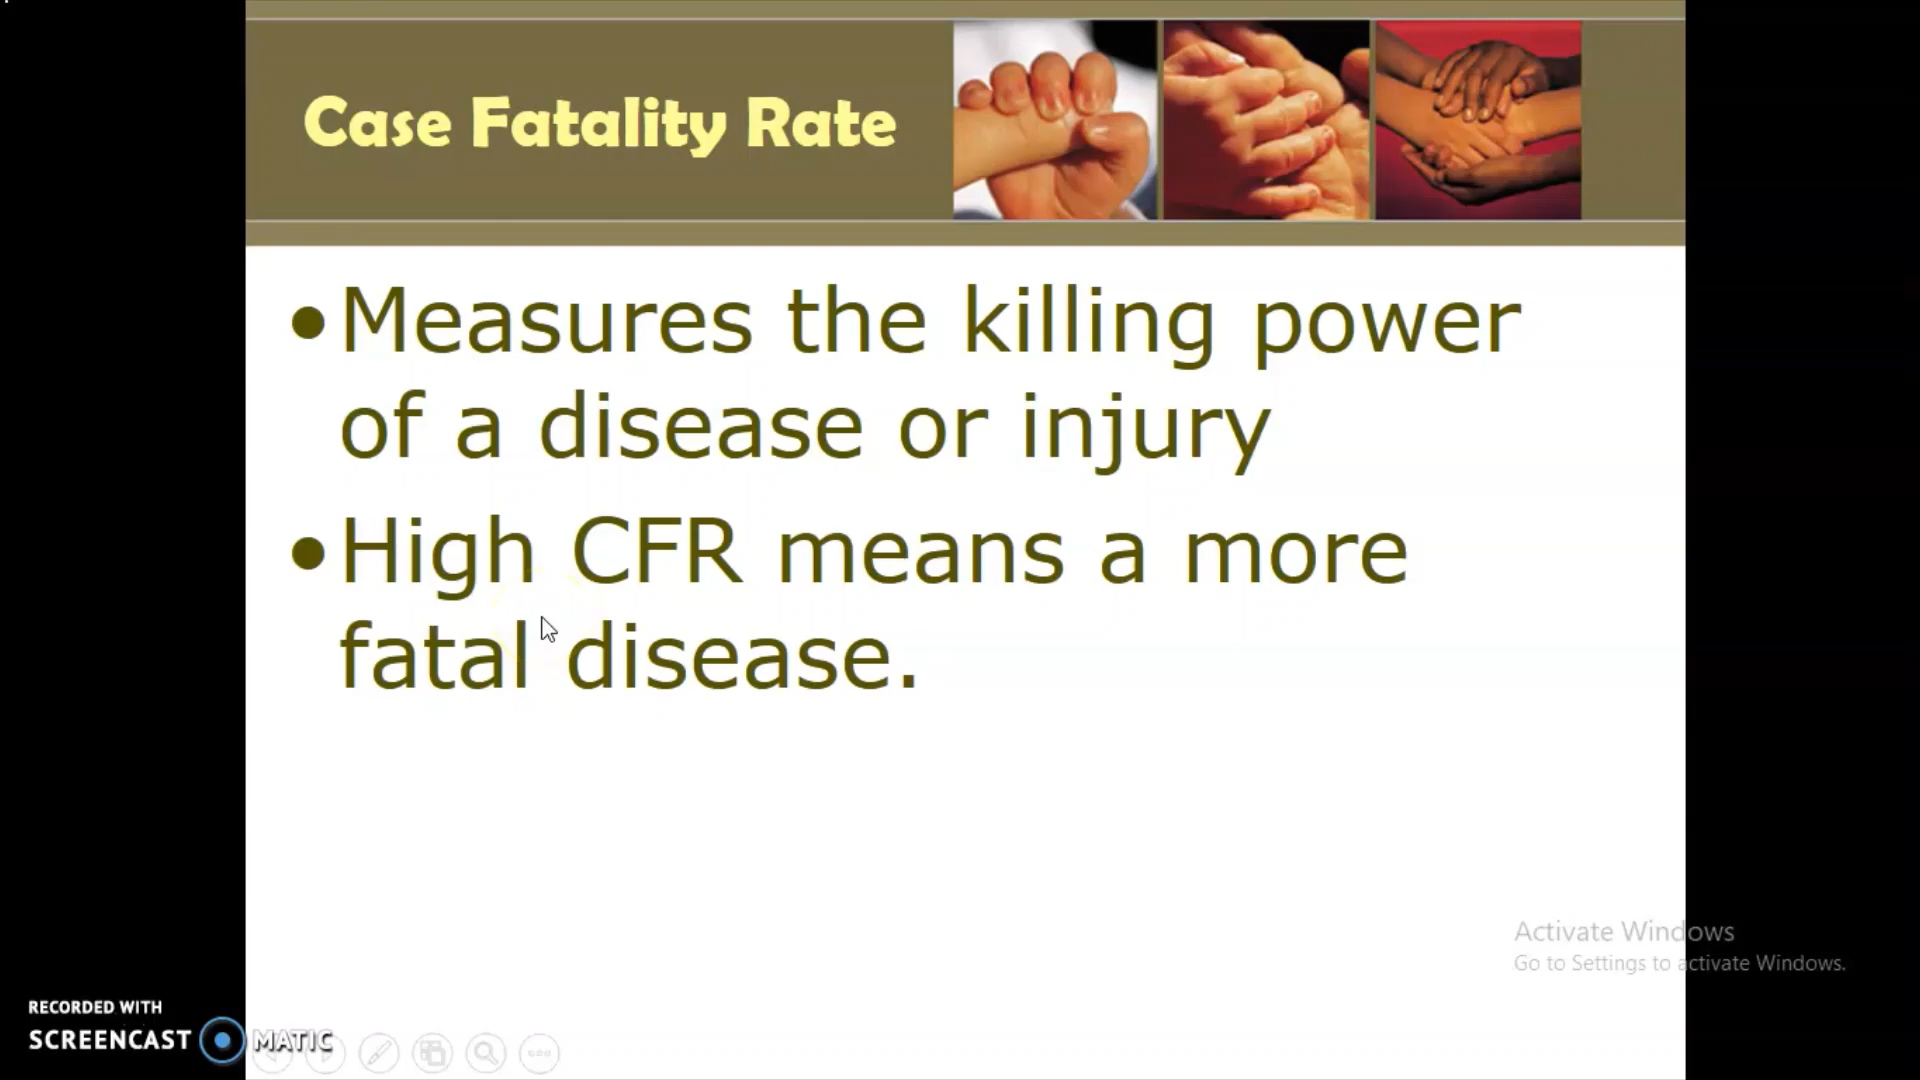 Case Fatality Rate
•Measures the killing power
of a disease or injury
•High CFR means a more
fatal disease.
Activate Windows
Go to Settings to activate Windows.
RECORDED WITH
SCREENCAST MATIC